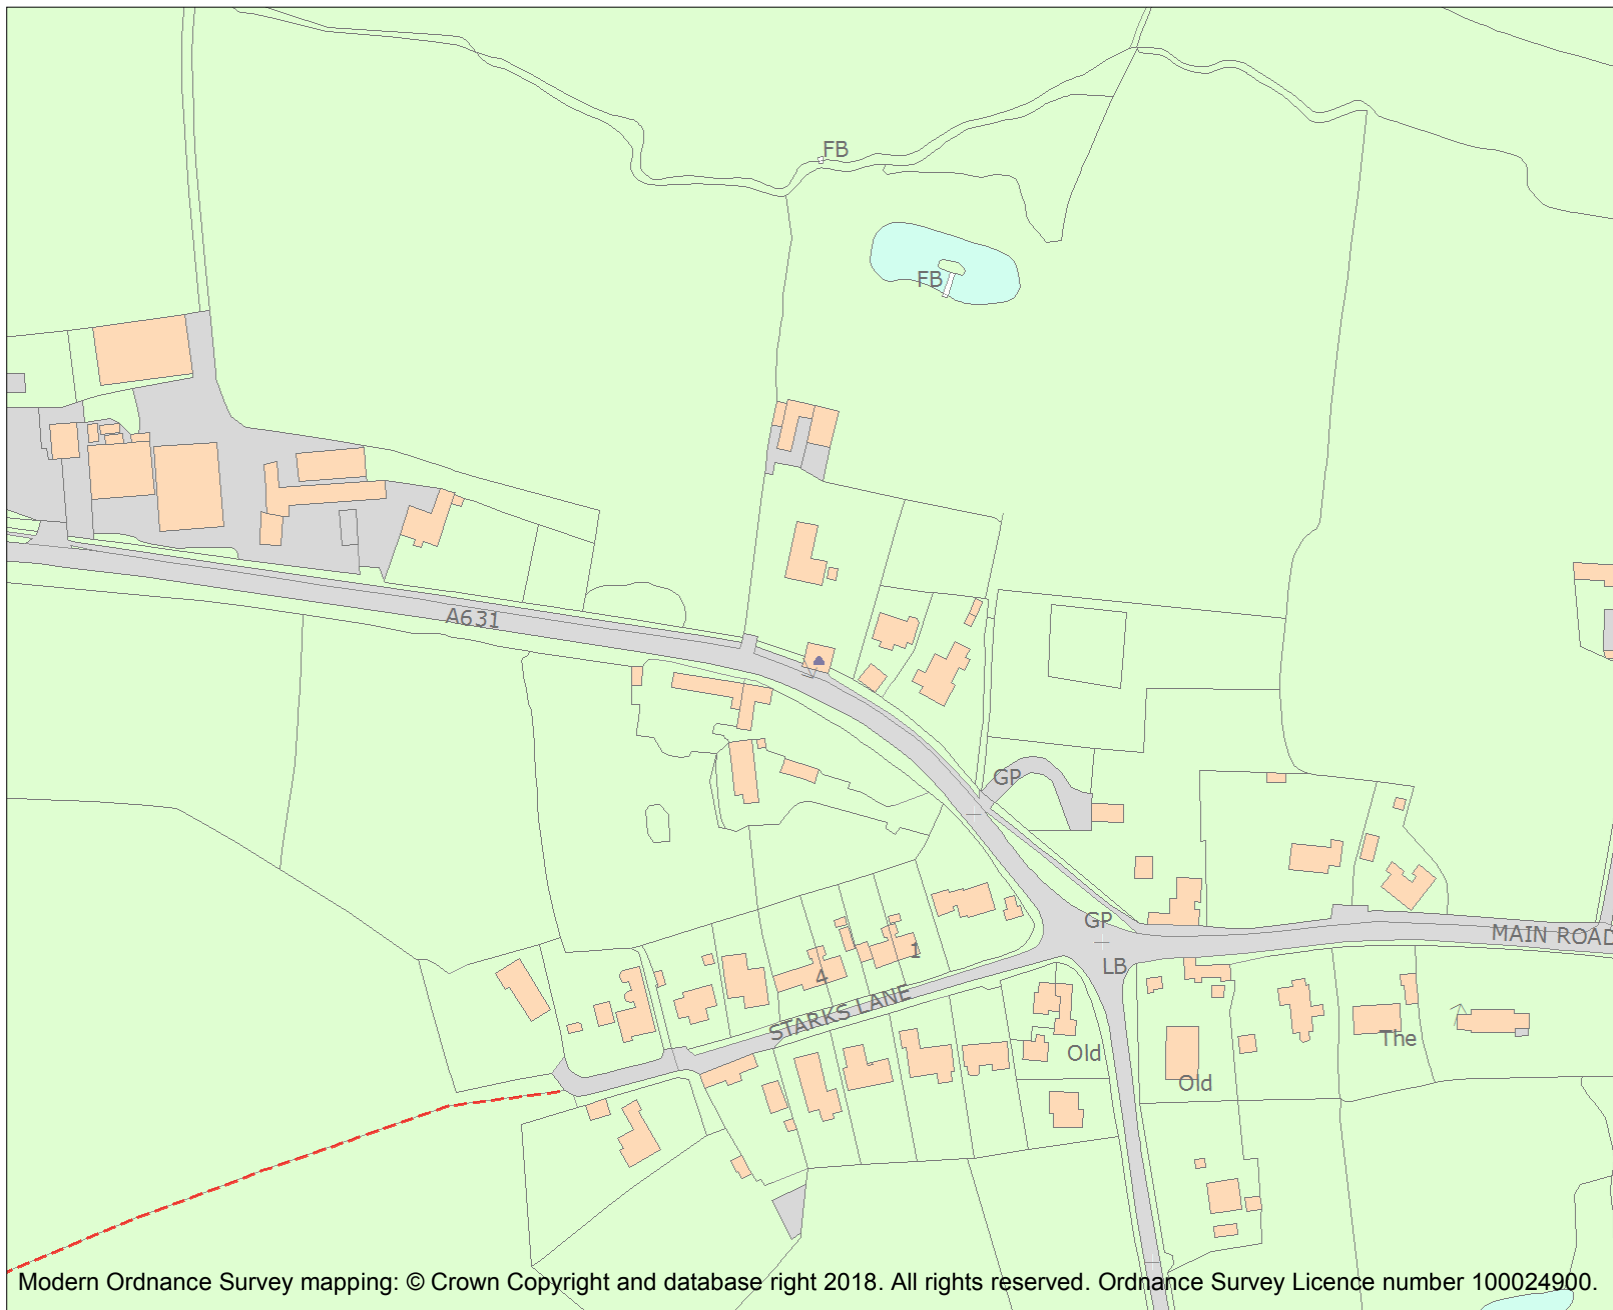 FB
FB
A631
GP
GP
MAIN ROAD
1
LB
4
STARKS LANE
The
Old
Old
Modern Ordnance Survey mapping: © Crown Copyright and database right 2018. All rights reserved. Ordnance Survey Licence number 100024900.